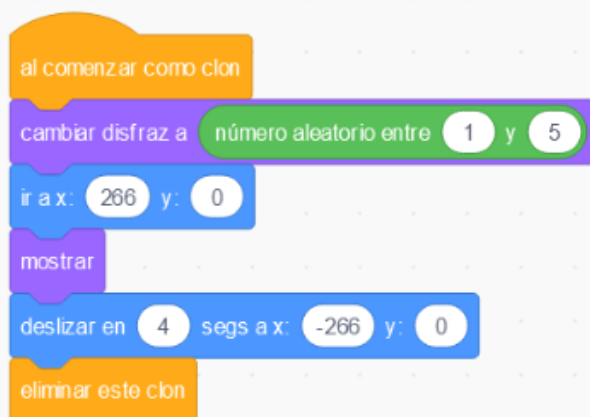 al comenzar como clon
cambiar disfraz a número aleatorio entre 1 y 5
ir a x: 266 y: 0
mostrar
deslizar en 4 segs a x: -266 y: 0
eliminar este clon